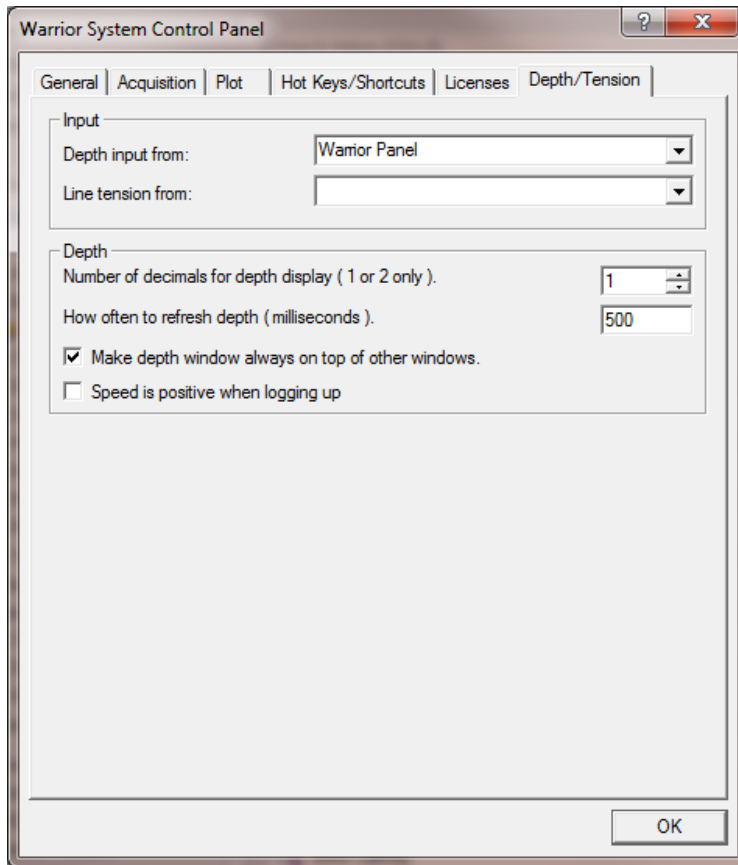 Warrior System Control Panel
General Acquisition Plot Hot Keys/Shortcuts Licenses Depth/Tension
Input
Depth input from: Warrior Panel
Line tension from:
Depth
Number of decimals for depth display ( 1 or 2 only ). 1
How often to refresh depth ( milliseconds ). 500
Make depth window always on top of other windows.
Speed is positive when logging up
OK